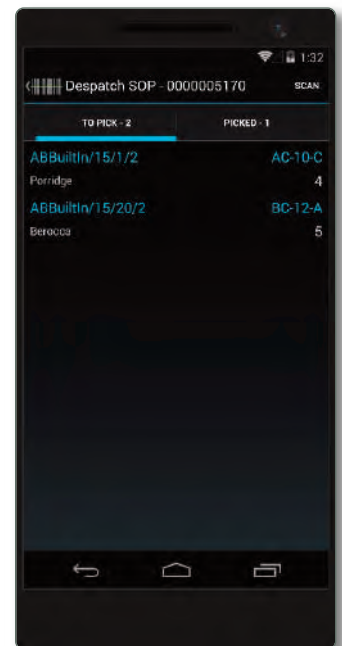 1:32
Despatch SOP - 0000005170 SCAN
TO PICK - 2 PICKED - 1
ABBuiltIn/15/1/2 AC-10-C
Porridge 4
ABBuiltIn/15/20/2 BC-12-A
Berocca 5